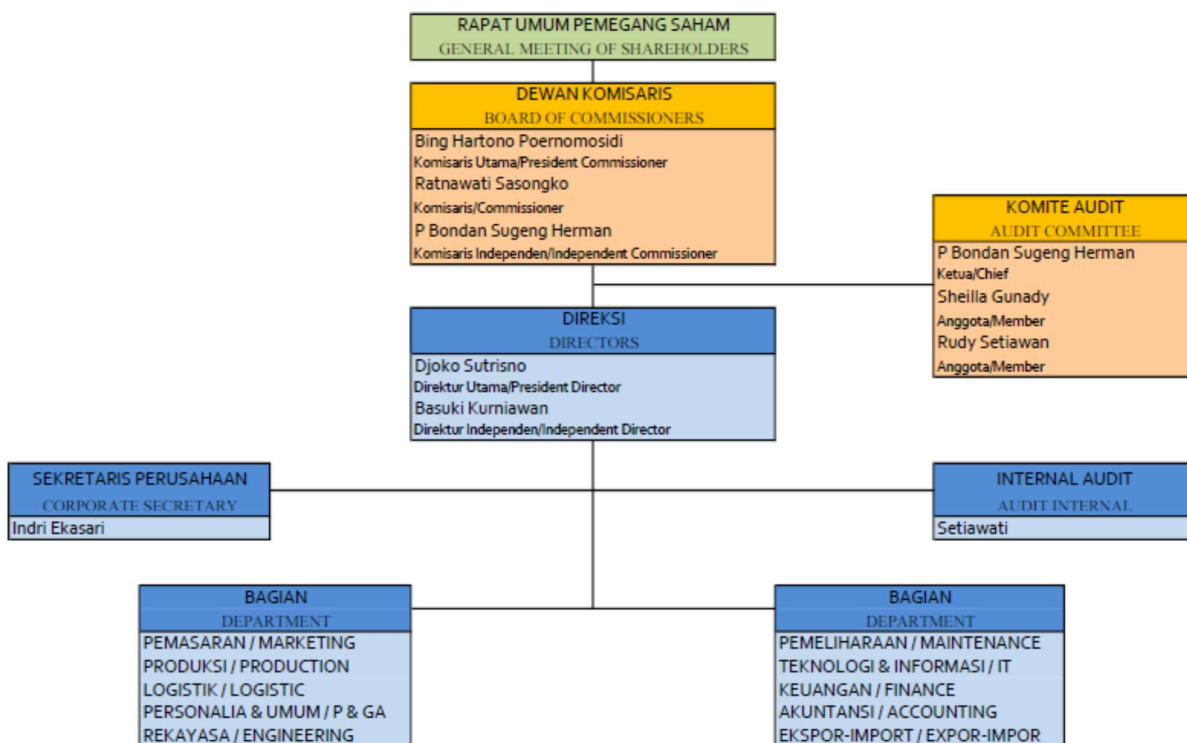 RAPAT UMUM PEMEGANG SAHAM
GENERAL MEETING OF SHAREHOLDERS
DEWAN KOMISARIS
BOARD OF COMMISSIONERS
Bing Hartono Poernomosidi
Komisaris Utama/President Commissioner
Ratnawati Sasongko
Komisaris/Commissioner
P Bondan Sugeng Herman
Komisaris Independen/Independent Commissioner
KOMITE AUDIT
AUDIT COMMITTEE
P Bondan Sugeng Herman
Ketua/Chief
Sheilla Gunady
Anggota/Member
Rudy Setiawan
Anggota/Member
DIREKSI
DIRECTORS
Djoko Sutrisno
Direktur Utama/President Director
Basuki Kurniawan
Direktur Independen/Independent Director
SEKRETARIS PERUSAHAAN
CORPORATE SECRETARY
Indri Ekasari
INTERNAL AUDIT
AUDIT INTERNAL
Setiawati
BAGIAN
DEPARTMENT
PEMASARAN / MARKETING
PRODUKSI / PRODUCTION
LOGISTIK / LOGISTIC
PERSONALIA & UMUM / P & GA
REKAYASA / ENGINEERING
BAGIAN
DEPARTMENT
PEMELIHARAAN / MAINTENANCE
TEKNOLOGI & INFORMASI / IT
KEUANGAN / FINANCE
AKUNTANSI / ACCOUNTING
EKSPOR-IMPORT / EXPOR-IMPOR